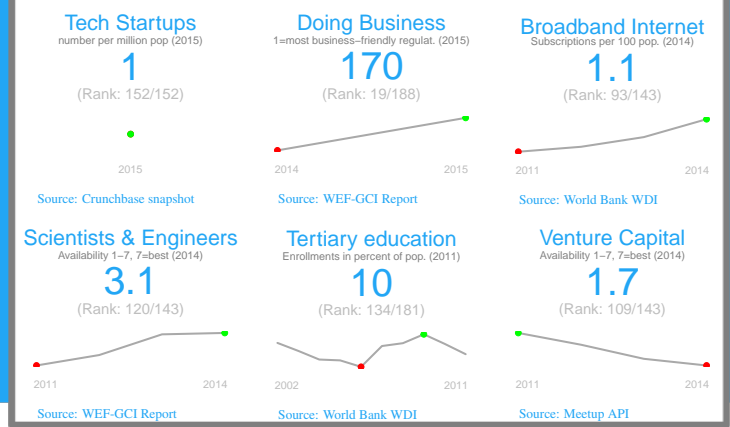 Tech Startups
number per million pop (2015)
1
(Rank: 152/152)
2015
Source: Crunchbase snapshot
Doing Business
1=most business−friendly regulat. (2015)
170
(Rank: 19/188)
2014 2015
Source: WEF-GCI Report
Broadband Internet
Subscriptions per 100 pop. (2014)
1.1
(Rank: 93/143)
2011 2014
Source: World Bank WDI
Scientists & Engineers
Availability 1−7, 7=best (2014)
3.1
(Rank: 120/143)
2011 2014
Source: WEF-GCI Report
Tertiary education
Enrollments in percent of pop. (2011)
10
(Rank: 134/181)
2002 2011
Source: World Bank WDI
Venture Capital
Availability 1−7, 7=best (2014)
1.7
(Rank: 109/143)
2011 2014
Source: Meetup API